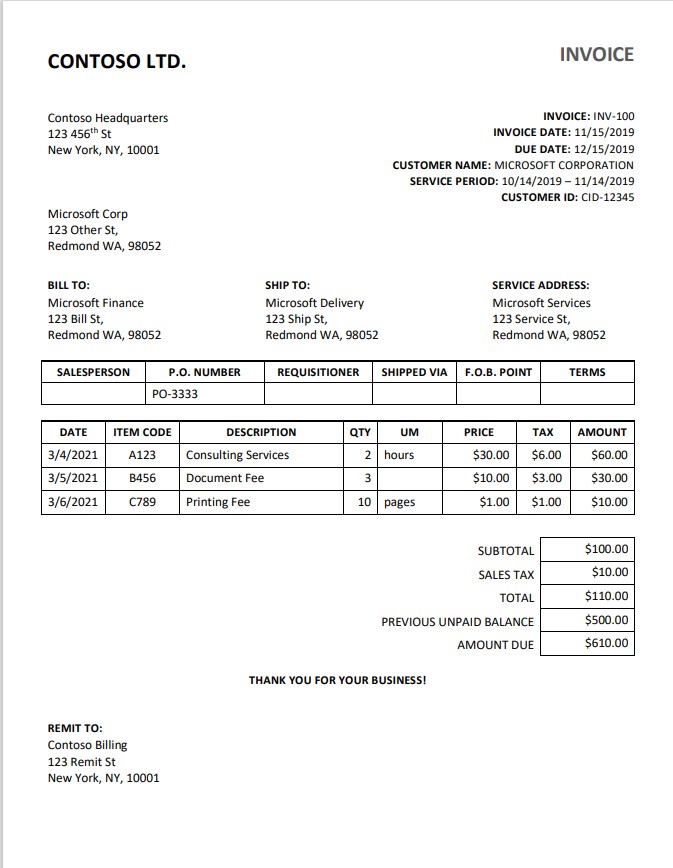 CONTOSO LTD.
INVOICE
Contoso Headquarters
123 456th St
New York, NY, 10001
INVOICE: INV-100
INVOICE DATE: 11/15/2019
DUE DATE: 12/15/2019
CUSTOMER NAME: MICROSOFT CORPORATION
SERVICE PERIOD: 10/14/2019 – 11/14/2019
CUSTOMER ID: CID-12345
Microsoft Corp
123 Other St,
Redmond WA, 98052
BILL TO:
Microsoft Finance
123 Bill St,
Redmond WA, 98052
SHIP TO:
Microsoft Delivery
123 Ship St,
Redmond WA, 98052
SERVICE ADDRESS:
Microsoft Services
123 Service St,
Redmond WA, 98052
SALESPERSON P.O. NUMBER REQUISITIONER SHIPPED VIA F.O.B. POINT TERMS
PO-3333
DATE ITEM CODE DESCRIPTION QTY UM PRICE TAX AMOUNT
3/4/2021 A123 Consulting Services 2 hours $30.00 $6.00 $60.00
3/5/2021 B456 Document Fee 3 $10.00 $3.00 $30.00
3/6/2021 C789 Printing Fee 10 pages $1.00 $1.00 $10.00
SUBTOTAL $100.00
SALES TAX $10.00
TOTAL $110.00
PREVIOUS UNPAID BALANCE $500.00
AMOUNT DUE $610.00
THANK YOU FOR YOUR BUSINESS!
REMIT TO:
Contoso Billing
123 Remit St
New York, NY, 10001